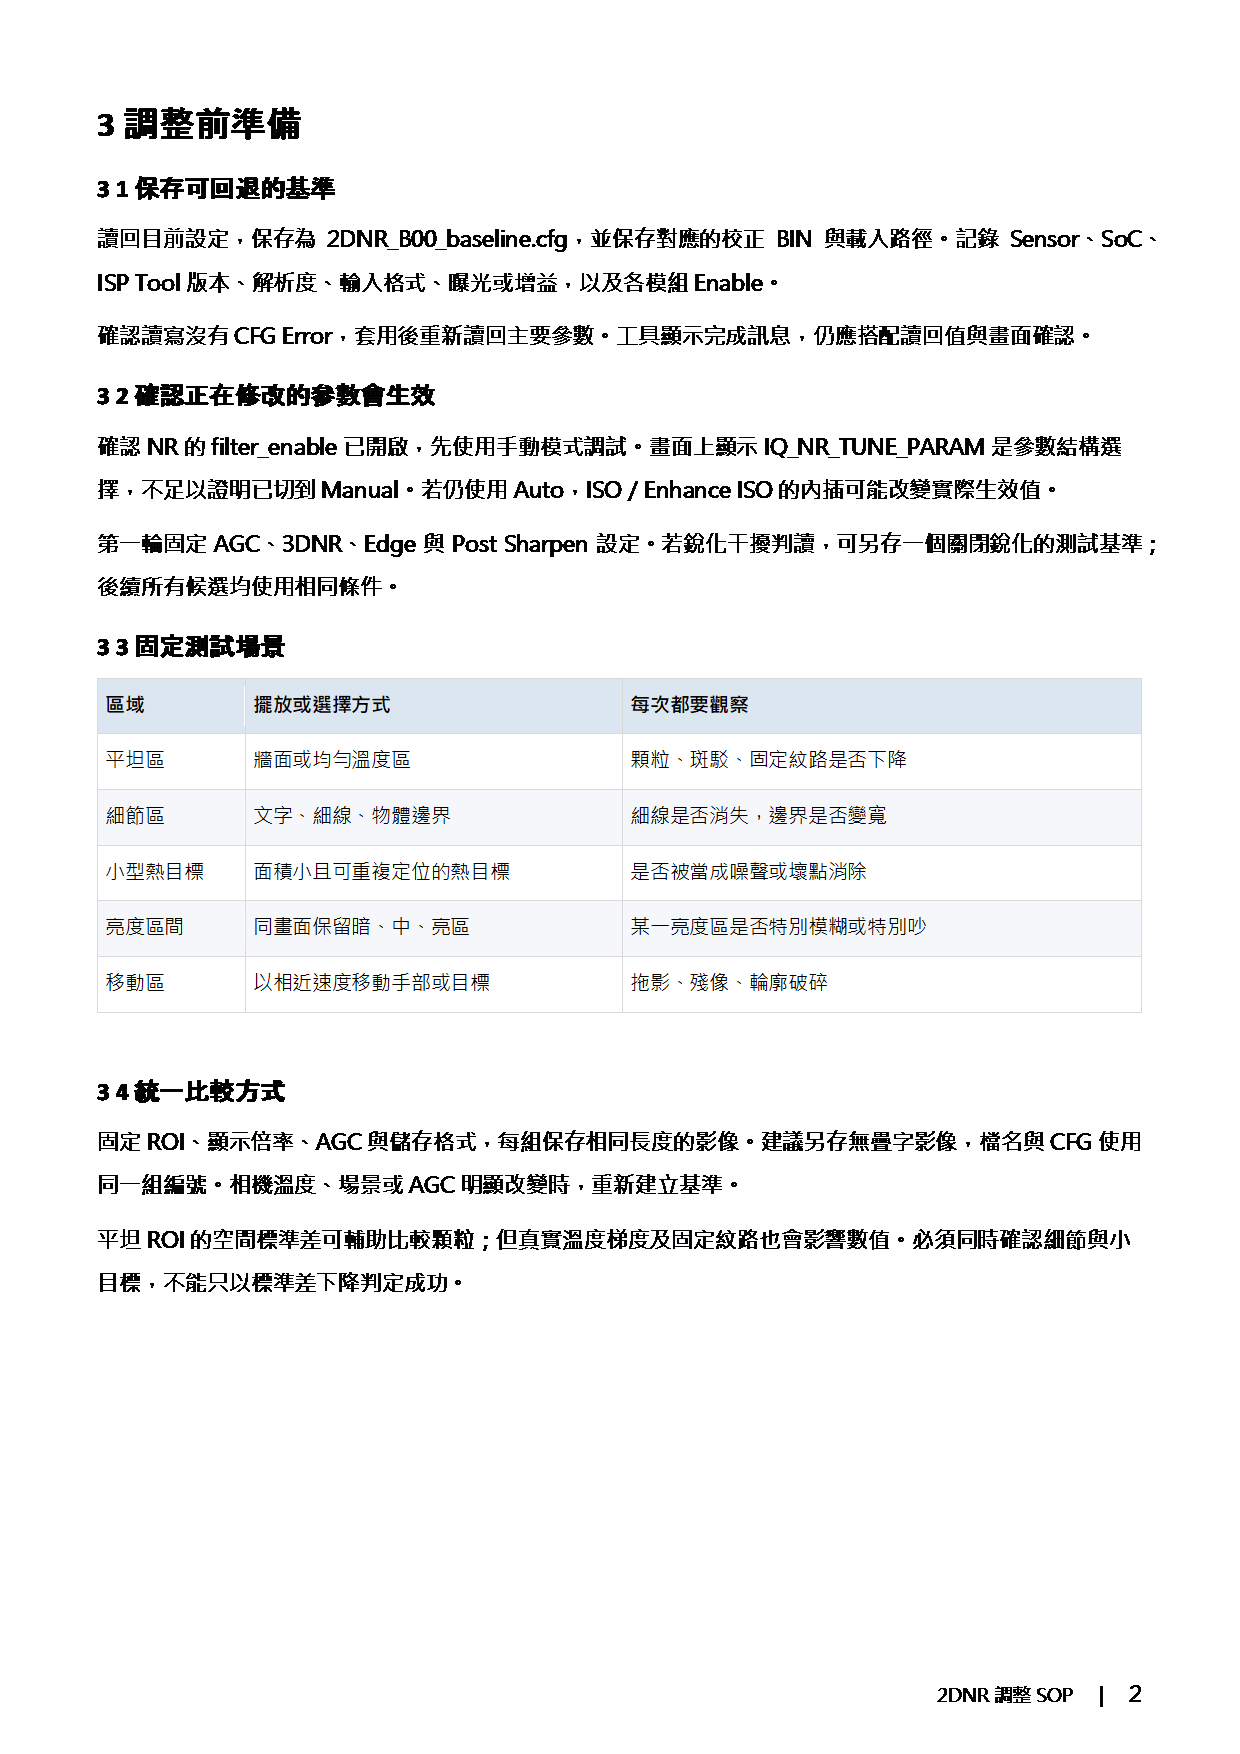 3 調整前準備
3 1 保存可回退的基準
讀回目前設定，保存為 2DNR_B00_baseline.cfg，並保存對應的校正 BIN 與載入路徑。記錄 Sensor、SoC、
ISP Tool 版本、解析度、輸入格式、曝光或增益，以及各模組 Enable。
確認讀寫沒有 CFG Error，套用後重新讀回主要參數。工具顯示完成訊息，仍應搭配讀回值與畫面確認。
3 2 確認正在修改的參數會生效
確認 NR 的 filter_enable 已開啟，先使用手動模式調試。畫面上顯示 IQ_NR_TUNE_PARAM 是參數結構選
擇，不足以證明已切到 Manual。若仍使用 Auto，ISO / Enhance ISO 的內插可能改變實際生效值。
第一輪固定 AGC、3DNR、Edge 與 Post Sharpen 設定。若銳化干擾判讀，可另存一個關閉銳化的測試基準；
後續所有候選均使用相同條件。
3 3 固定測試場景
區域 擺放或選擇方式 每次都要觀察
平坦區 牆面或均勻溫度區 顆粒、斑駁、固定紋路是否下降
細節區 文字、細線、物體邊界 細線是否消失，邊界是否變寬
小型熱目標 面積小且可重複定位的熱目標 是否被當成噪聲或壞點消除
亮度區間 同畫面保留暗、中、亮區 某一亮度區是否特別模糊或特別吵
移動區 以相近速度移動手部或目標 拖影、殘像、輪廓破碎
3 4 統一比較方式
固定 ROI、顯示倍率、AGC 與儲存格式，每組保存相同長度的影像。建議另存無疊字影像，檔名與 CFG 使用
同一組編號。相機溫度、場景或 AGC 明顯改變時，重新建立基準。
平坦 ROI 的空間標準差可輔助比較顆粒；但真實溫度梯度及固定紋路也會影響數值。必須同時確認細節與小
目標，不能只以標準差下降判定成功。
2DNR 調整 SOP | 2